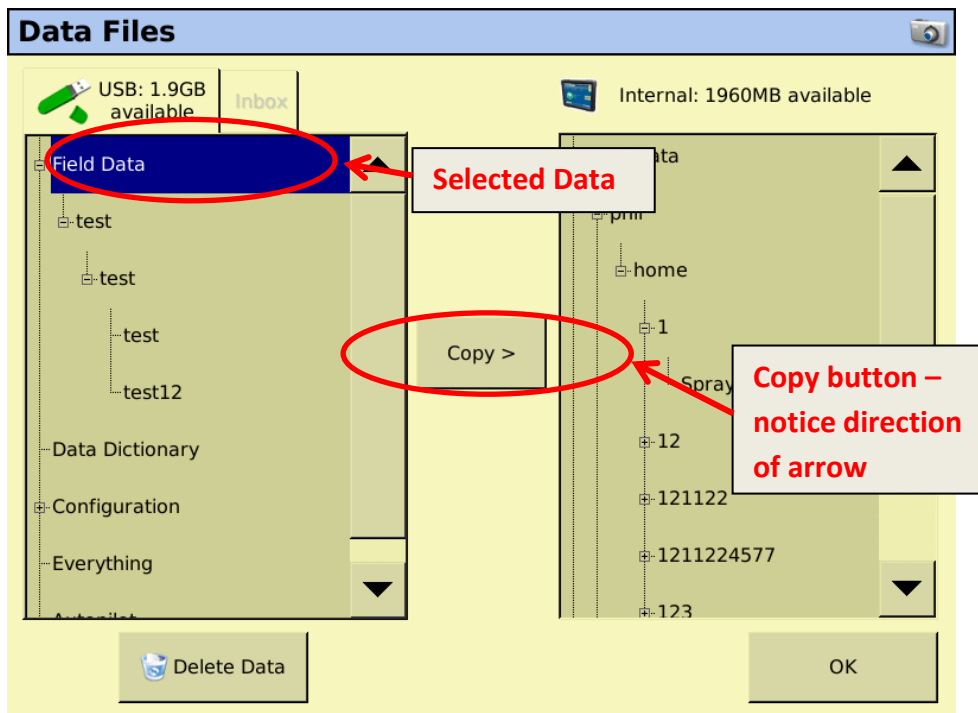 Data Files
USB: 1.9GB
available
Inbox
Internal: 1960MB available
Field Data
test
test
test
test12
Data Dictionary
Configuration
Everything
Selected Data
Copy >
home
1
Spray
12
121122
1211224577
123
Copy button –
notice direction
of arrow
Delete Data
OK